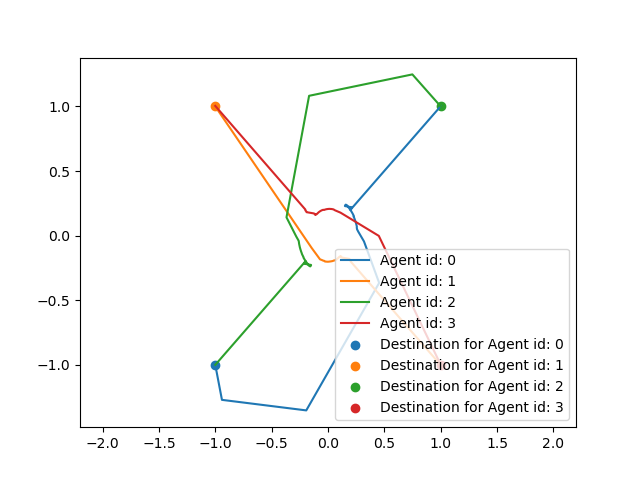 1.0
0.5
0.0
−0.5
−1.0
Agent id: 0
Agent id: 1
Agent id: 2
Agent id: 3
Destination for Agent id: 0
Destination for Agent id: 1
Destination for Agent id: 2
Destination for Agent id: 3
−2.0 −1.5 −1.0 −0.5 0.0 0.5 1.0 1.5 2.0